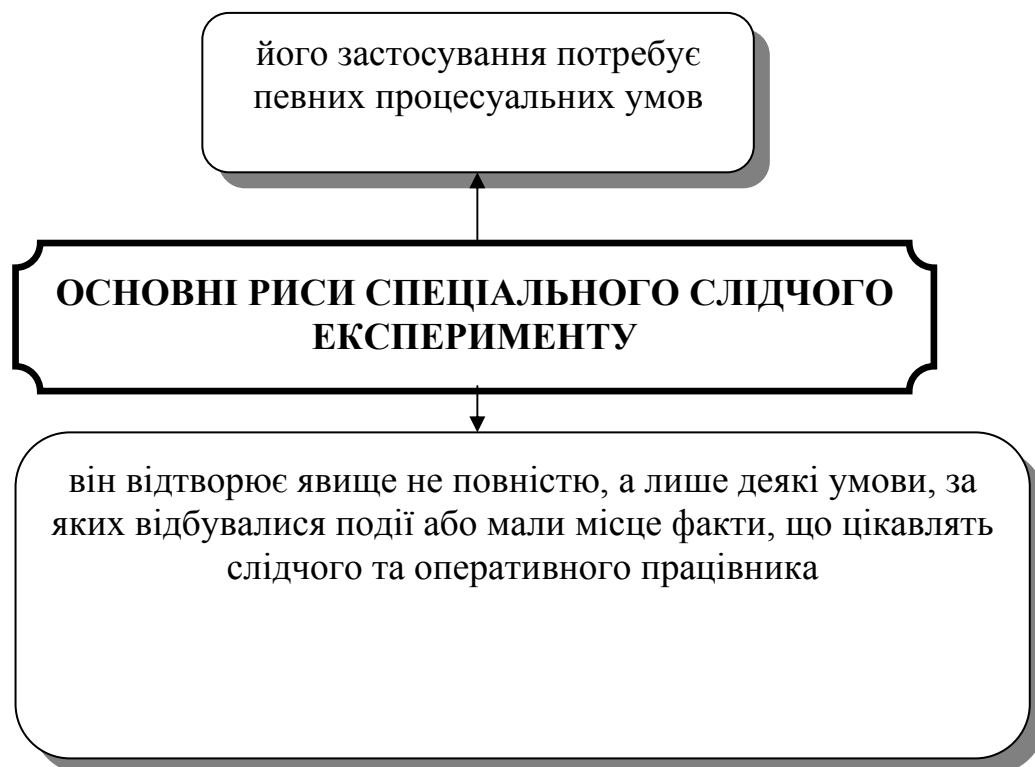 його застосування потребує
певних процесуальних умов
ОСНОВНІ РИСИ СПЕЦІАЛЬНОГО СЛІДЧОГО
ЕКСПЕРИМЕНТУ
він відтворює явище не повністю, а лише деякі умови, за
яких відбувалися події або мали місце факти, що цікавлять
слідчого та оперативного працівника